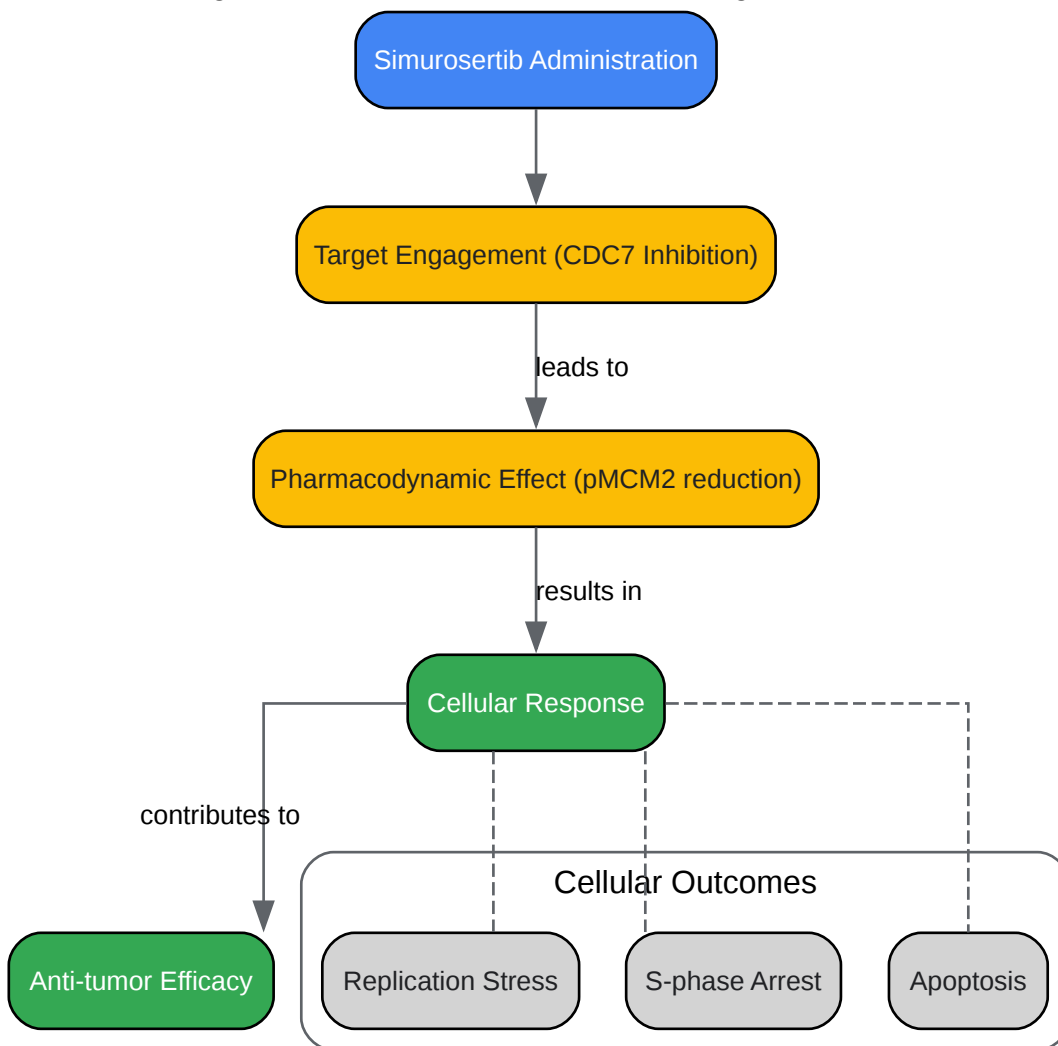 Simurosertib Administration
Target Engagement (CDC7 Inhibition)
leads to
Pharmacodynamic Effect (pMCM2 reduction)
results in
Cellular Response
contributes to
Cellular Outcomes
Anti-tumor Efficacy
Replication Stress
S-phase Arrest
Apoptosis